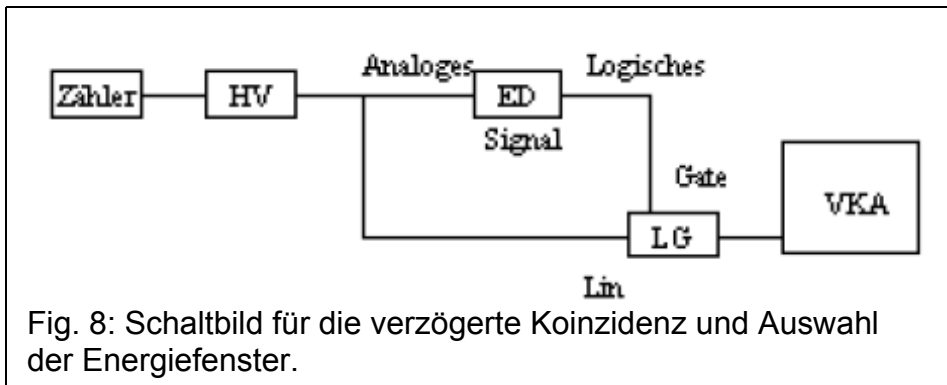 Analoges Logisches
Zähler HV ED
Signal
Gate
VKA
LG
Lin
Fig. 8: Schaltbild für die verzögerte Koinzidenz und Auswahl
der Energiefenster.